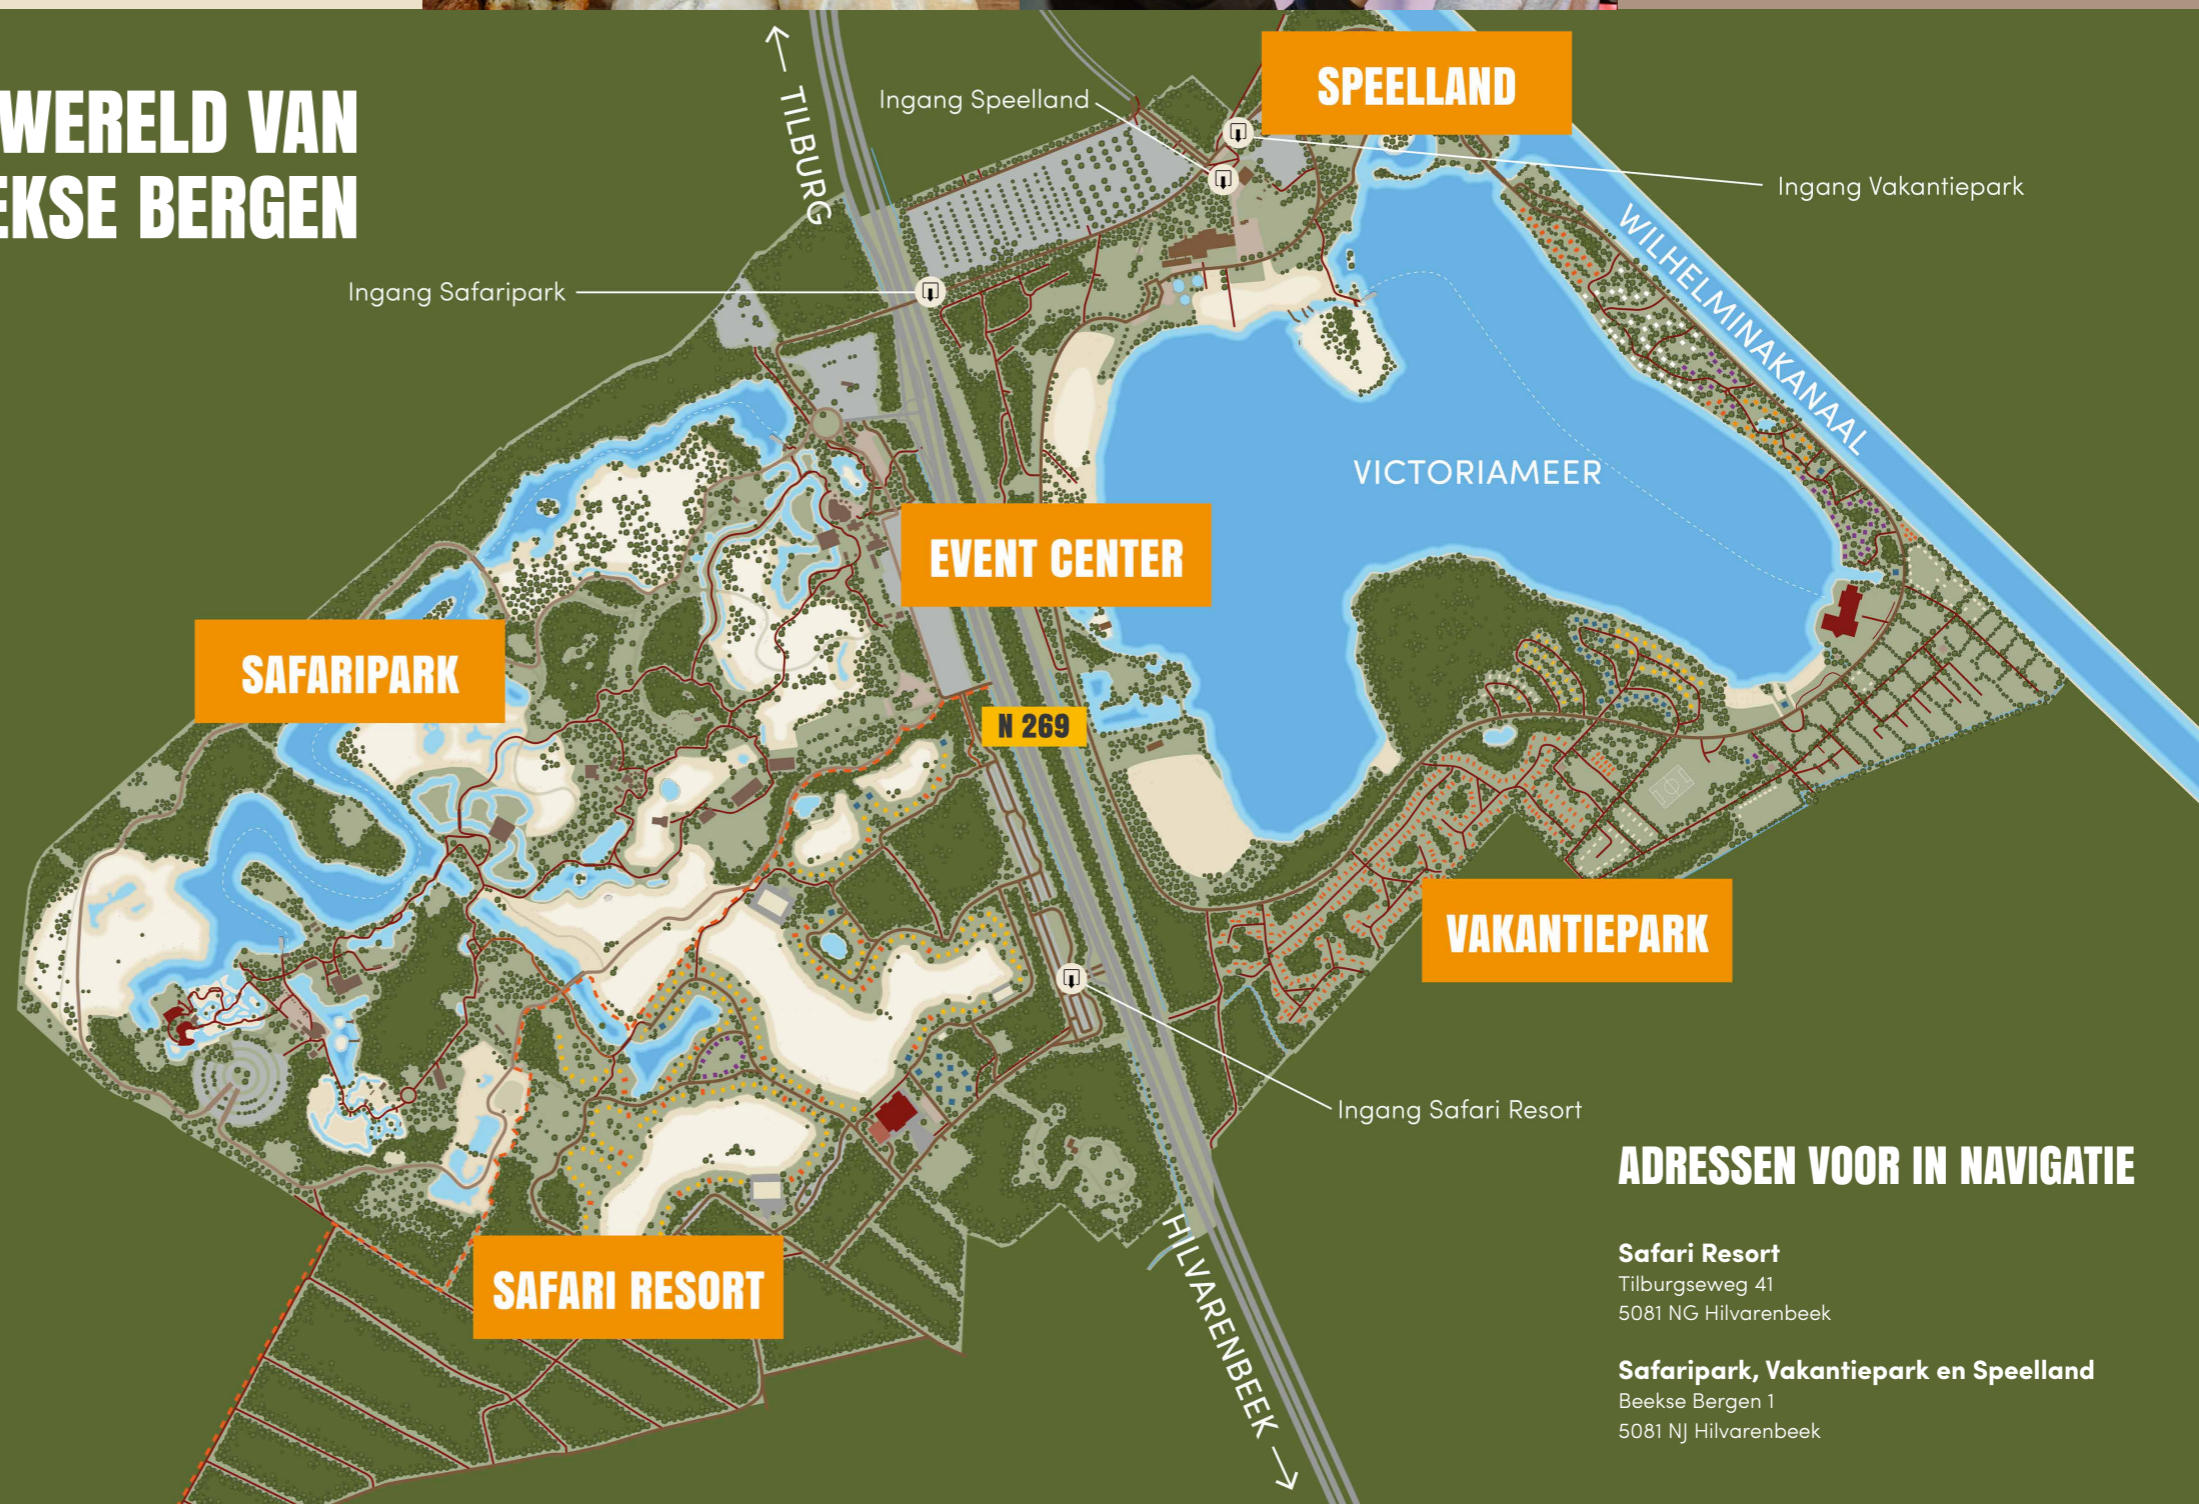 WERELD VAN
EKSE BERGEN
TILBURG
Ingang Speelland
SPEELLAND
Ingang Vakantiepark
WILHELMINAKANAAL
Ingang Safaripark
VICTORIAMEER
EVENT CENTER
SAFARIPARK
N 269
VAKANTIEPARK
Ingang Safari Resort
SAFARI RESORT
HILVARENBEEK
ADRESSEN VOOR IN NAVIGATIE
Safari Resort
Tilburgseweg 41
5081 NG Hilvarenbeek
Safaripark, Vakantiepark en Speelland
Beekse Bergen 1
5081 NJ Hilvarenbeek